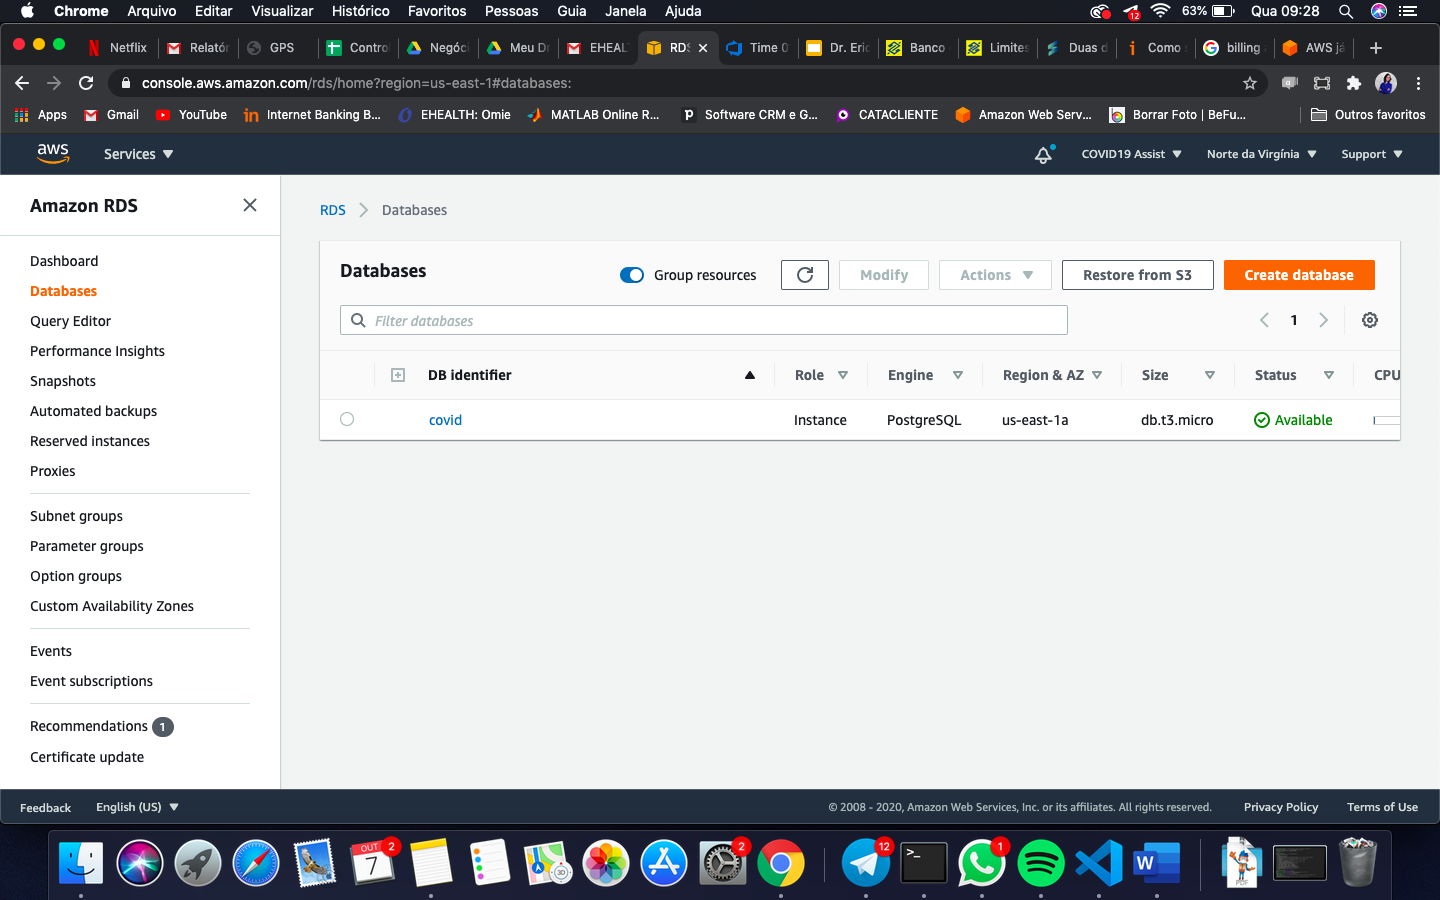 Chrome Arquivo Editar Visualizar Histórico Favoritos Pessoas Guia Janela Ajuda 12 63% Qua 09:28
Netflix Relatór GPS Contro Negóc Meu Dr EHEAL RDS Time Dr. Eric Banco Limites Duas d Como billing AWS já
console.aws.amazon.com/rds/home?region=us-east-1#databases:
Apps Gmail YouTube Internet Banking B... EHEALTH: Omie MATLAB Online R... Software CRM e G... CATACLIENTE Amazon Web Serv... Borrar Foto | BeFu... Outros favoritos
aws Services COVID19 Assist Norte da Virgínia Support
Amazon RDS
Dashboard
Databases
Query Editor
Performance Insights
Snapshots
Automated backups
Reserved instances
Proxies
Subnet groups
Parameter groups
Option groups
Custom Availability Zones
Events
Event subscriptions
Recommendations 1
Certificate update
RDS Databases
Databases Group resources Modify Actions Restore from S3 Create database
Filter databases 1
DB identifier Role Engine Region & AZ Size Status CPU
covid Instance PostgreSQL us-east-1a db.t3.micro Available
Feedback English (US) © 2008 - 2020, Amazon Web Services, Inc. or its affiliates. All rights reserved. Privacy Policy Terms of Use
OUT 2 2 12 1
7 3D >_ W PDF